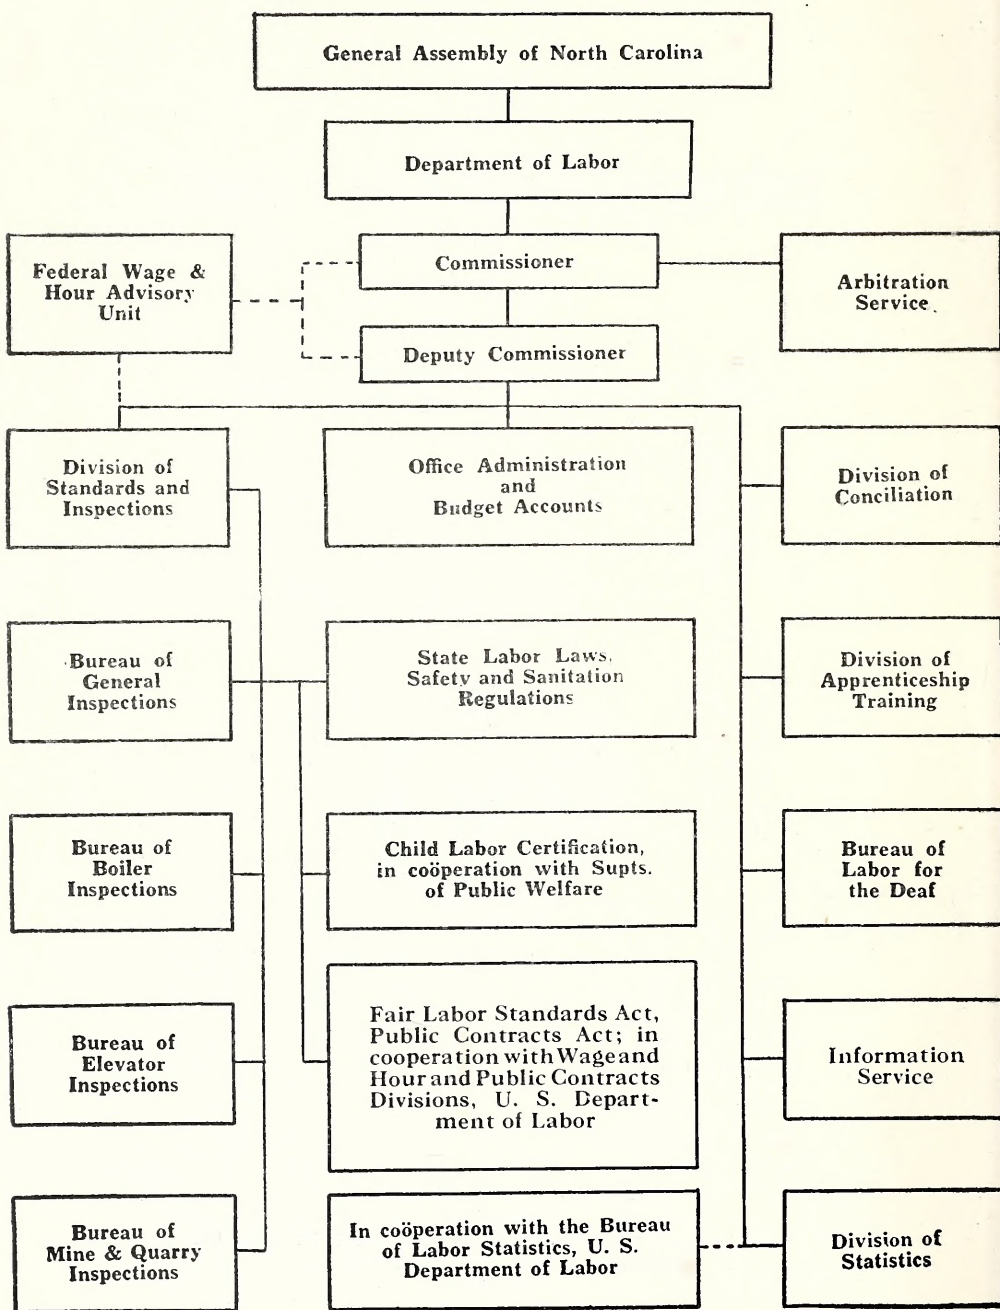 General Assembly of North Carolina
Department of Labor
Federal Wage &
Hour Advisory
Unit
Commissioner
Arbitration
Service.
Deputy Commissioner
Division of
Standards and
Inspections
Office Administration
and
Budget Accounts
Division of
Conciliation
Bureau of
General
Inspections
State Labor Laws,
Safety and Sanitation
Regulations
Division of
Apprenticeship
Training
Bureau of
Boiler
Inspections
Child Labor Certification,
in coöperation with Supts.
of Public Welfare
Bureau of
Labor for
the Deaf
Bureau of
Elevator
Inspections
Fair Labor Standards Act,
Public Contracts Act; in
cooperation with Wage and
Hour and Public Contracts
Divisions, U. S. Depart-
ment of Labor
Information
Service
Bureau of
Mine & Quarry
Inspections
In coöperation with the Bureau
of Labor Statistics, U. S.
Department of Labor
Division of
Statistics